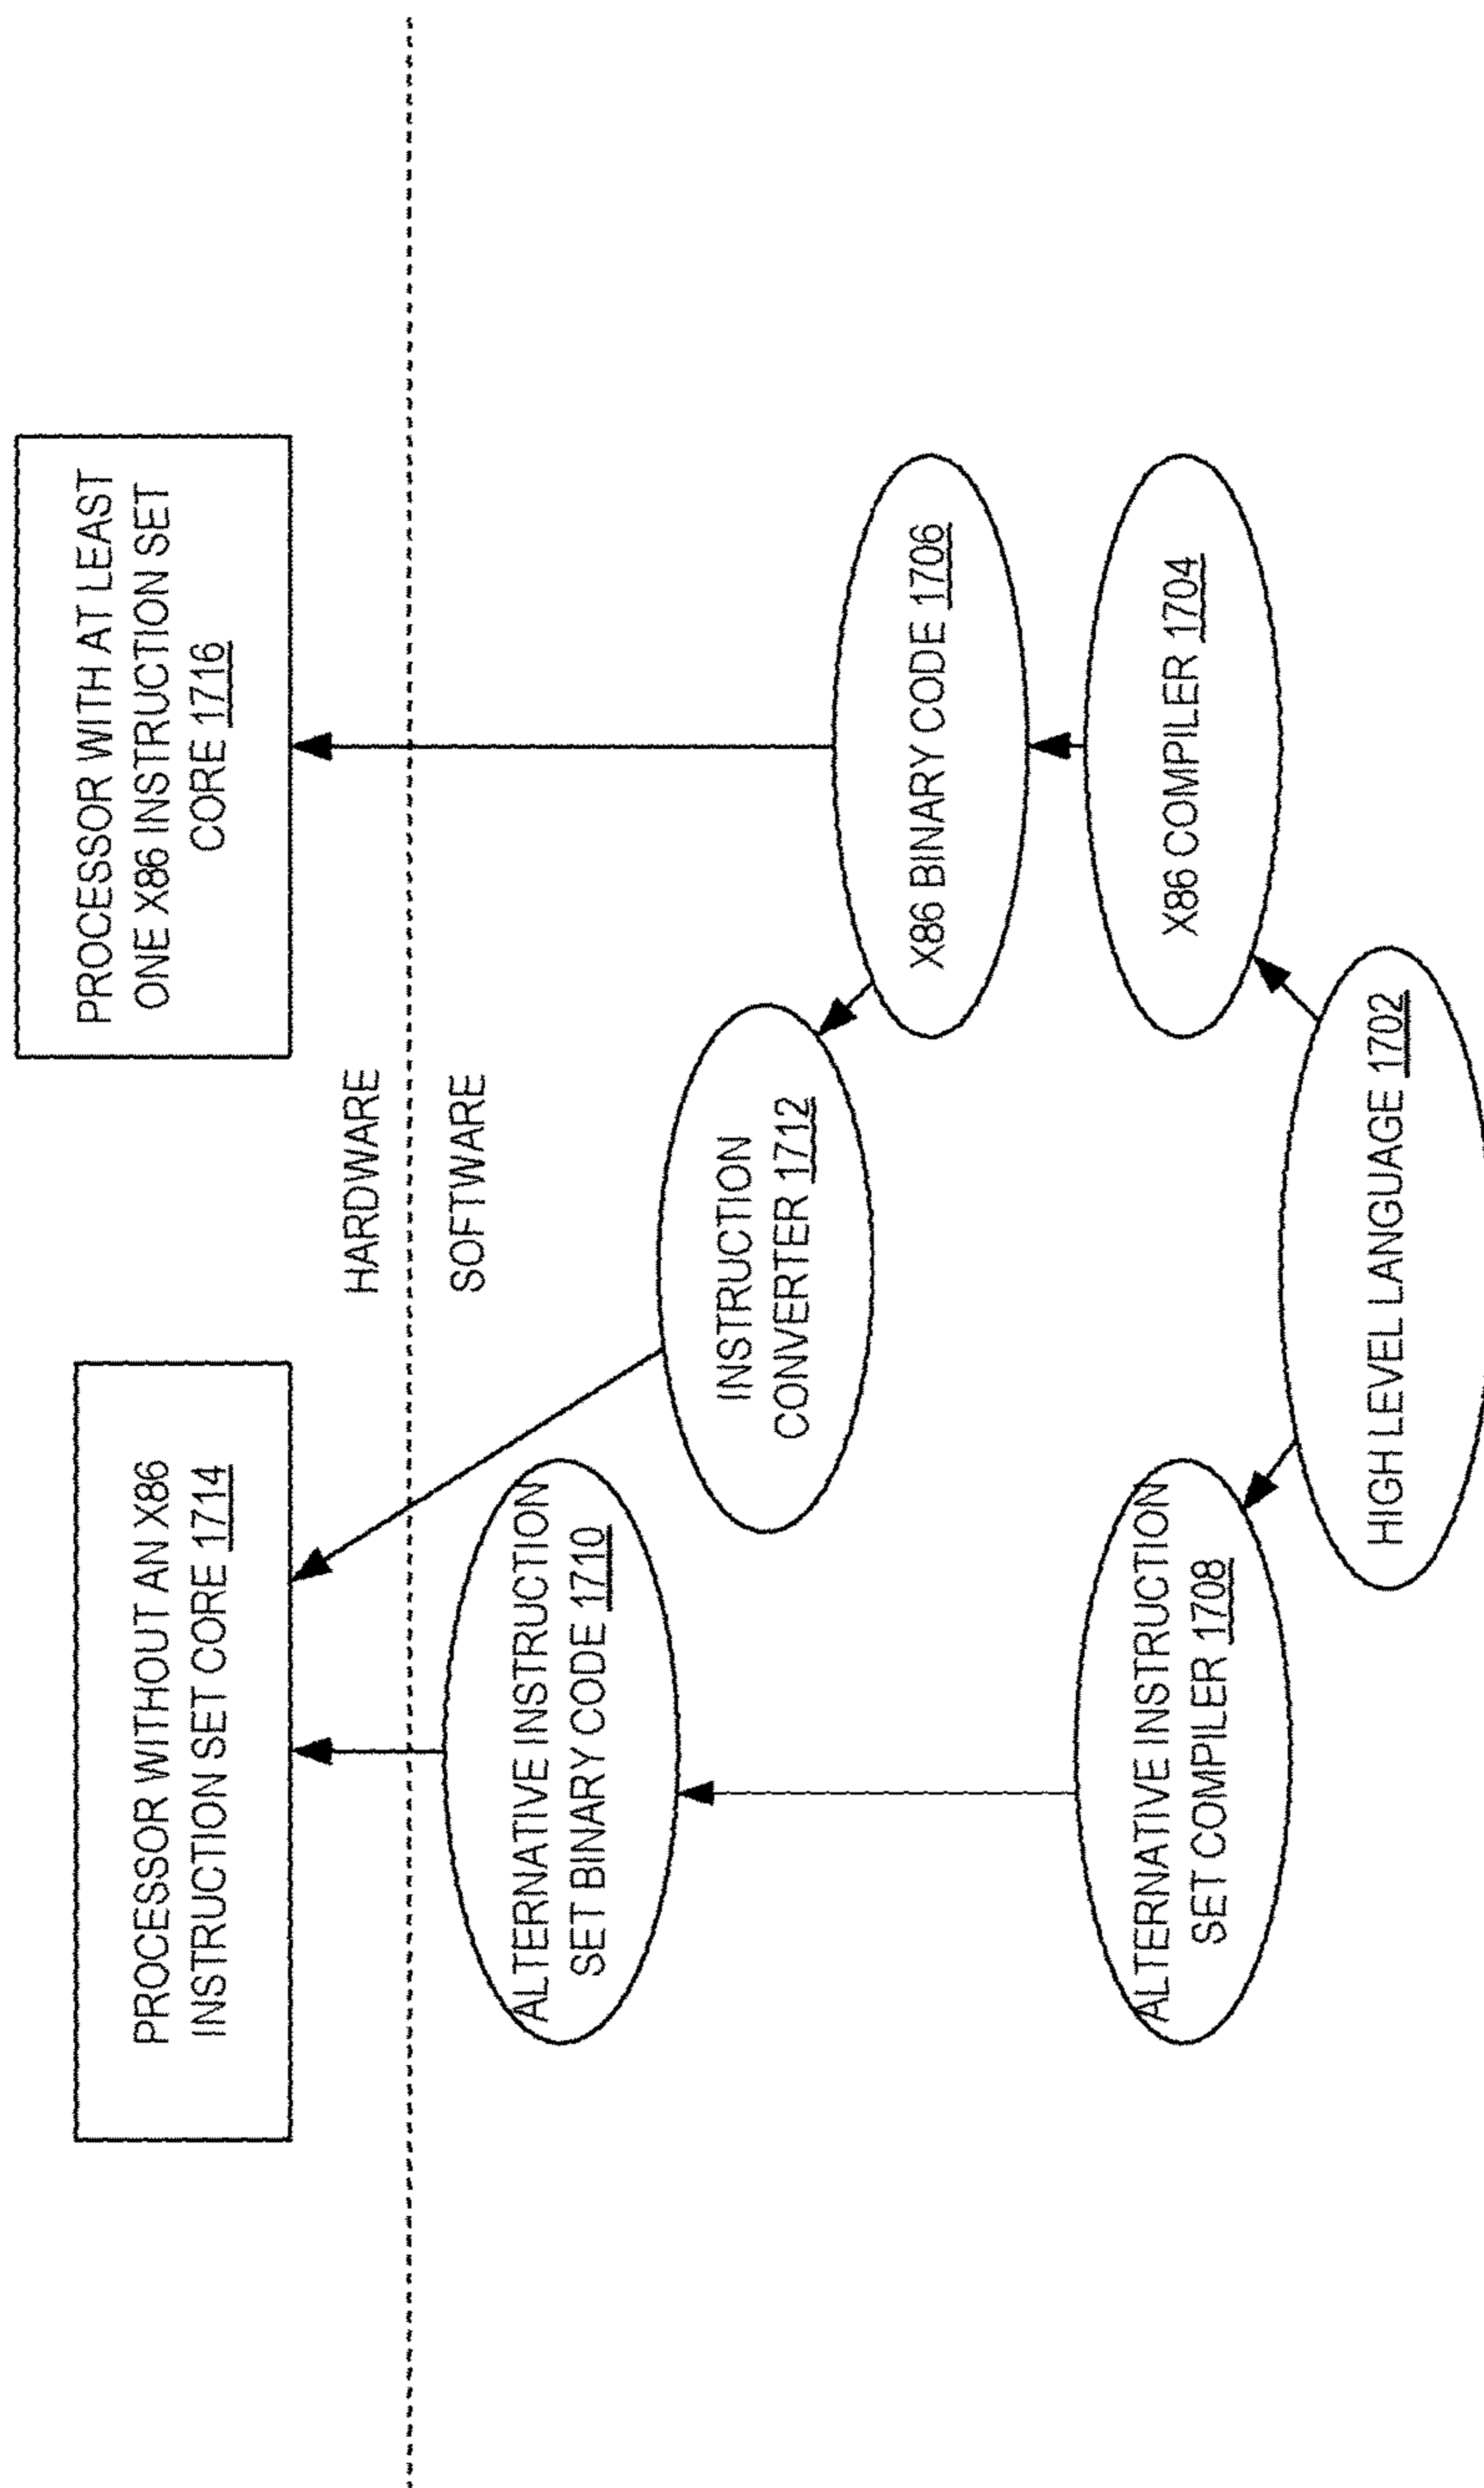 PROCESSOR WITHOUT AN X86
INSTRUCTION SET CORE 1714
PROCESSOR WITH AT LEAST
ONE X86 INSTRUCTION SET
CORE 1716
HARDWARE
SOFTWARE
ALTERNATIVE INSTRUCTION
SET BINARY CODE 1710
INSTRUCTION
CONVERTER 1712
X86 BINARY CODE 1706
ALTERNATIVE INSTRUCTION
SET COMPILER 1708
X86 COMPILER 1704
HIGH LEVEL LANGUAGE 1702